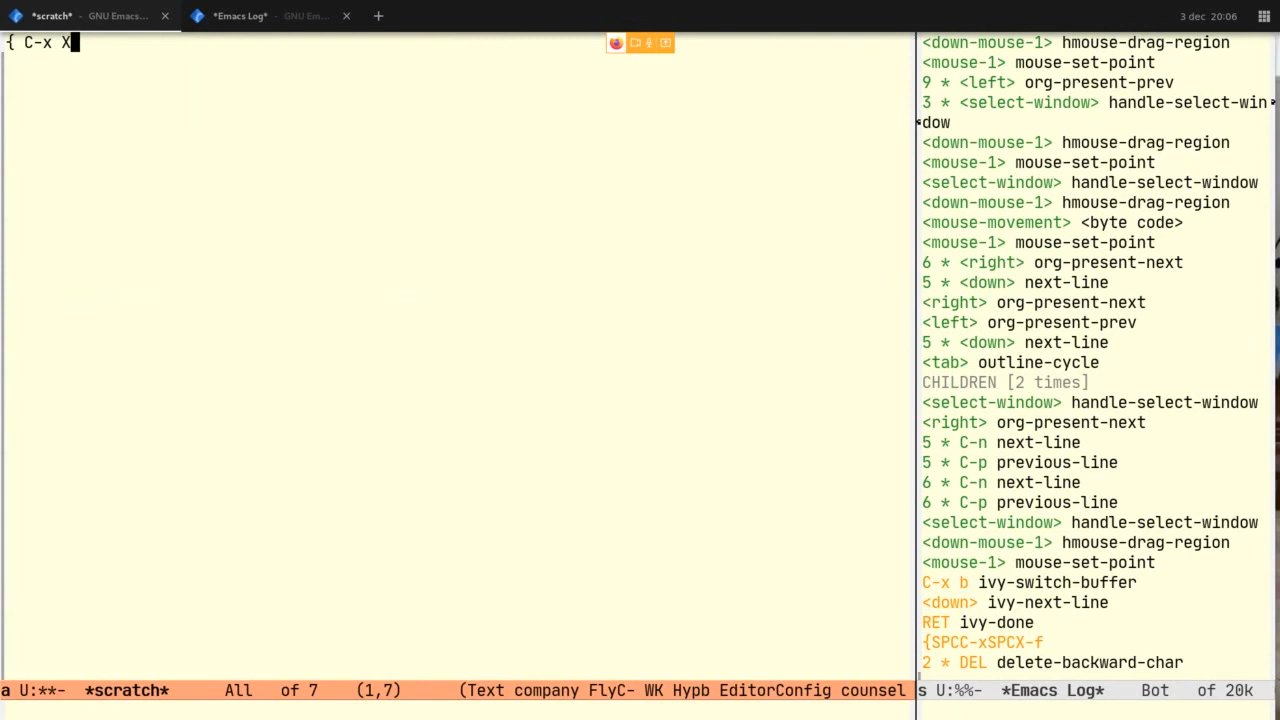 *scratch* - GNU Emacs...
*Emacs Log* - GNU Em...
3 dec 20:06
{ C-x X
<down-mouse-1> hmouse-drag-region
<mouse-1> mouse-set-point
9 * <left> org-present-prev
3 * <select-window> handle-select-win
dow
<down-mouse-1> hmouse-drag-region
<mouse-1> mouse-set-point
<select-window> handle-select-window
<down-mouse-1> hmouse-drag-region
<mouse-movement> <byte code>
<mouse-1> mouse-set-point
6 * <right> org-present-next
5 * <down> next-line
<right> org-present-next
<left> org-present-prev
5 * <down> next-line
<tab> outline-cycle
CHILDREN [2 times]
<select-window> handle-select-window
<right> org-present-next
5 * C-n next-line
5 * C-p previous-line
6 * C-n next-line
6 * C-p previous-line
<select-window> handle-select-window
<down-mouse-1> hmouse-drag-region
<mouse-1> mouse-set-point
C-x b ivy-switch-buffer
<down> ivy-next-line
RET ivy-done
{SPCC-xSPCX-f
2 * DEL delete-backward-char
a U:**- *scratch* All of 7 (1,7) (Text company FlyC- WK Hypb EditorConfig counsel
s U:%%- *Emacs Log* Bot of 20k